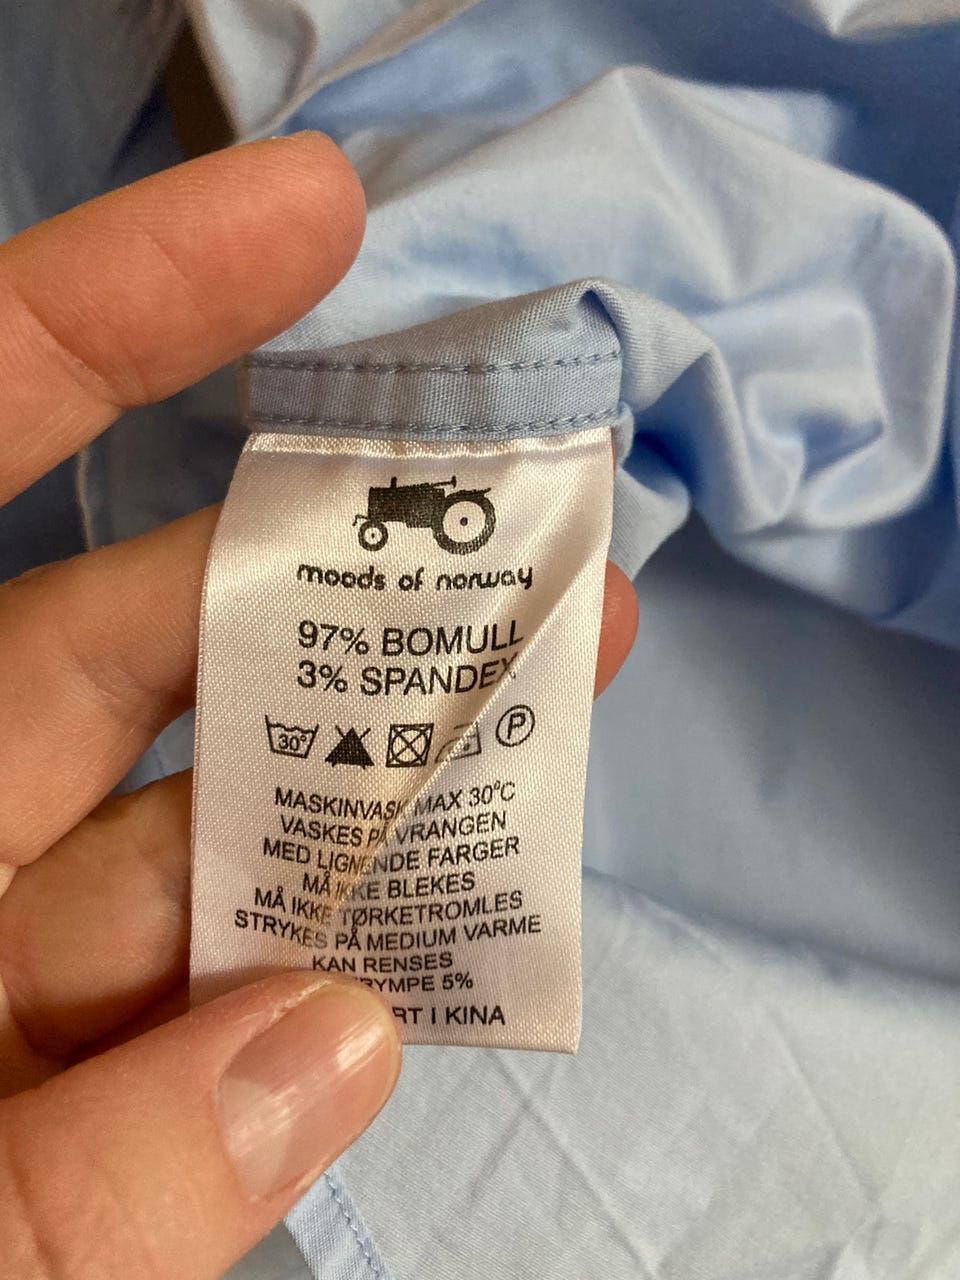 moods of norway
97% BOMULL
3% SPANDEX
30°
P
MASKINVASK MAX 30°C
VASKES PÅ VRANGEN
MED LIGNENDE FARGER
MÅ IKKE BLEKES
MÅ IKKE TØRKETROMLES
STRYKES PÅ MEDIUM VARME
KAN RENSES
5%
I KINA